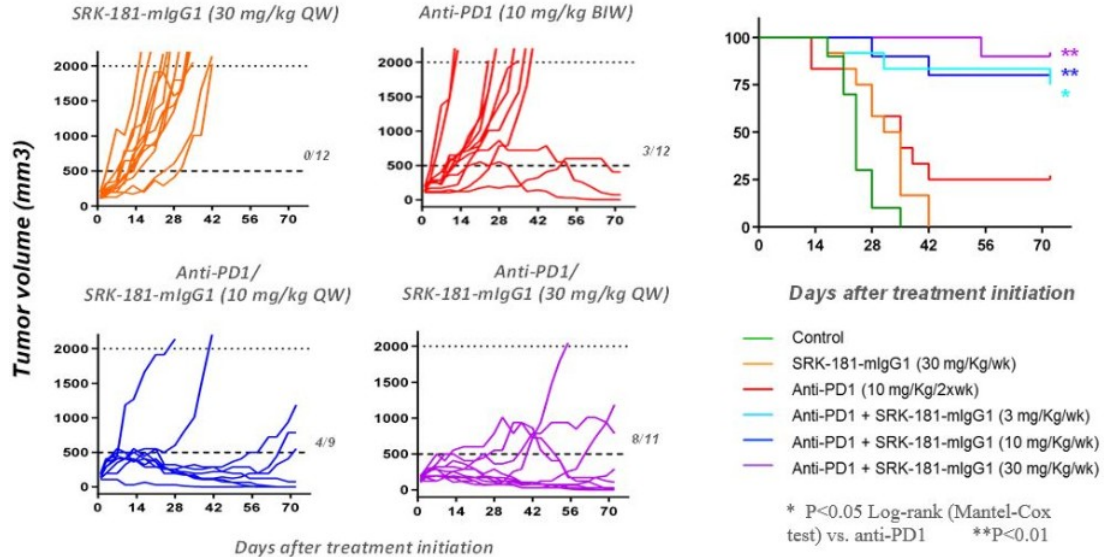 SRK-181-mIgG1 (30 mg/kg QW)
Anti-PD1 (10 mg/kg BIW)
Tumor volume (mm3)
2000
1500
1000
500
0
0/12
0 14 28 42 56 70
2000
1500
1000
500
0
3/12
0 14 28 42 56 70
Anti-PD1/
SRK-181-mIgG1 (10 mg/kg QW)
Anti-PD1/
SRK-181-mIgG1 (30 mg/kg QW)
2000
1500
1000
500
0
4/9
0 14 28 42 56 70
2000
1500
1000
500
0
8/11
0 14 28 42 56 72
Days after treatment initiation
100
75
50
25
0
**
**
*
0 14 28 42 56 70
Days after treatment initiation
Control
SRK-181-mIgG1 (30 mg/Kg/wk)
Anti-PD1 (10 mg/Kg/2xwk)
Anti-PD1 + SRK-181-mIgG1 (3 mg/Kg/wk)
Anti-PD1 + SRK-181-mIgG1 (10 mg/Kg/wk)
Anti-PD1 + SRK-181-mIgG1 (30 mg/Kg/wk)
* P<0.05 Log-rank (Mantel-Cox
test) vs. anti-PD1 **P<0.01